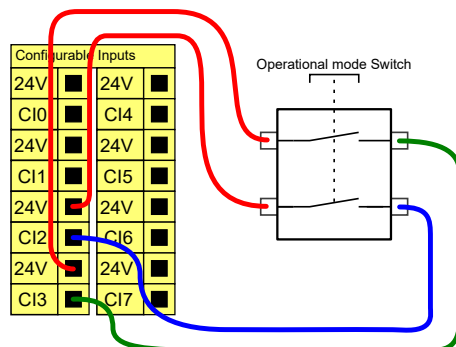 Configurable Inputs
Operational mode Switch
24V 24V
CI0 CI4
24V 24V
CI1 CI5
24V 24V
CI2 CI6
24V 24V
CI3 CI7